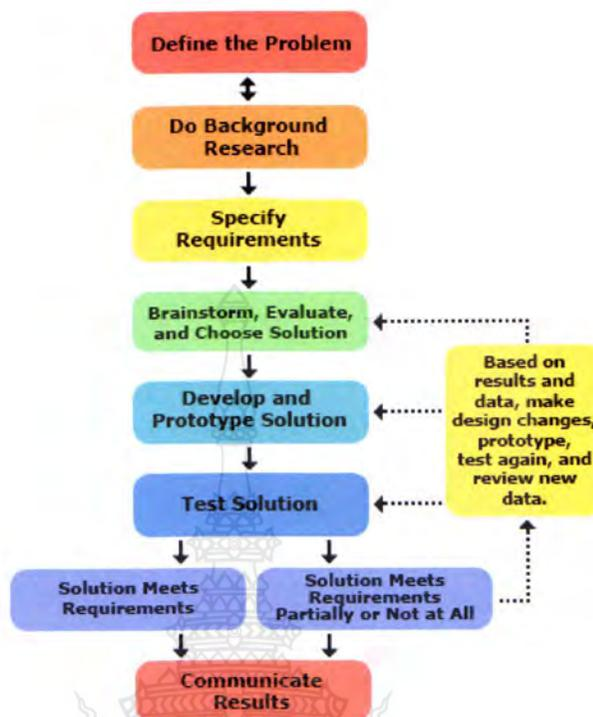 Define the Problem
Do Background
Research
Specify
Requirements
Brainstorm, Evaluate,
and Choose Solution
Develop and
Prototype Solution
Based on
results and
data, make
design changes,
prototype,
test again, and
review new
data.
Test Solution
Solution Meets
Requirements
Solution Meets
Requirements
Partially or Not at All
Communicate
Results